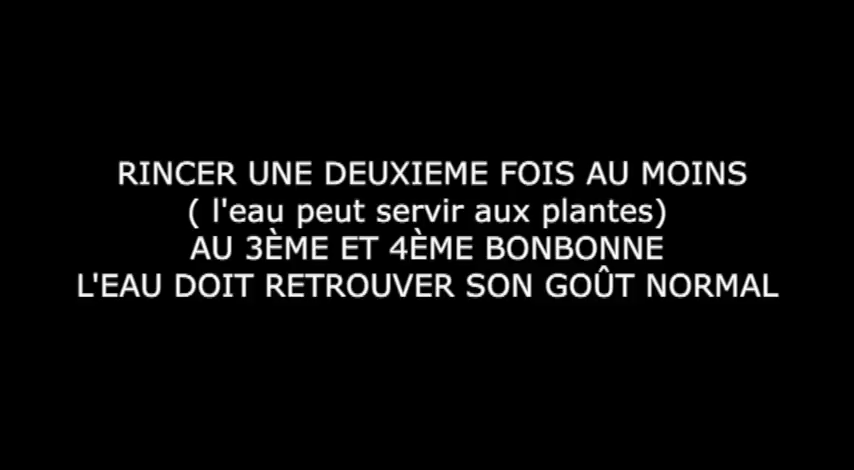 RINCER UNE DEUXIEME FOIS AU MOINS
( l'eau peut servir aux plantes)
AU 3ÈME ET 4ÈME BONBONNE
L'EAU DOIT RETROUVER SON GOÛT NORMAL